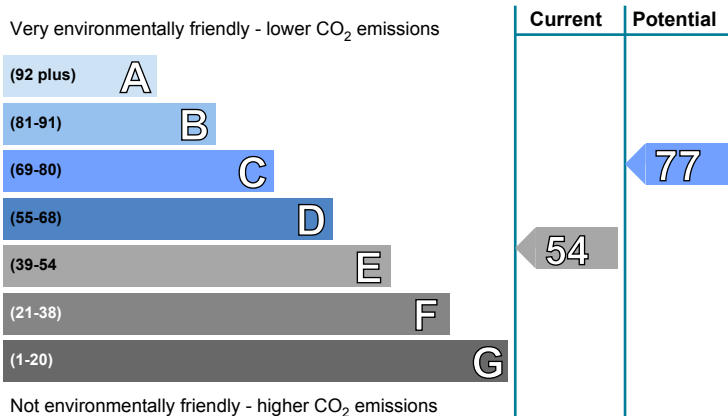 Very environmentally friendly - lower CO2 emissions
Current
Potential
(92 plus) A
(81-91) B
(69-80) C
77
(55-68) D
(39-54 E
54
(21-38) F
(1-20) G
Not environmentally friendly - higher CO2 emissions